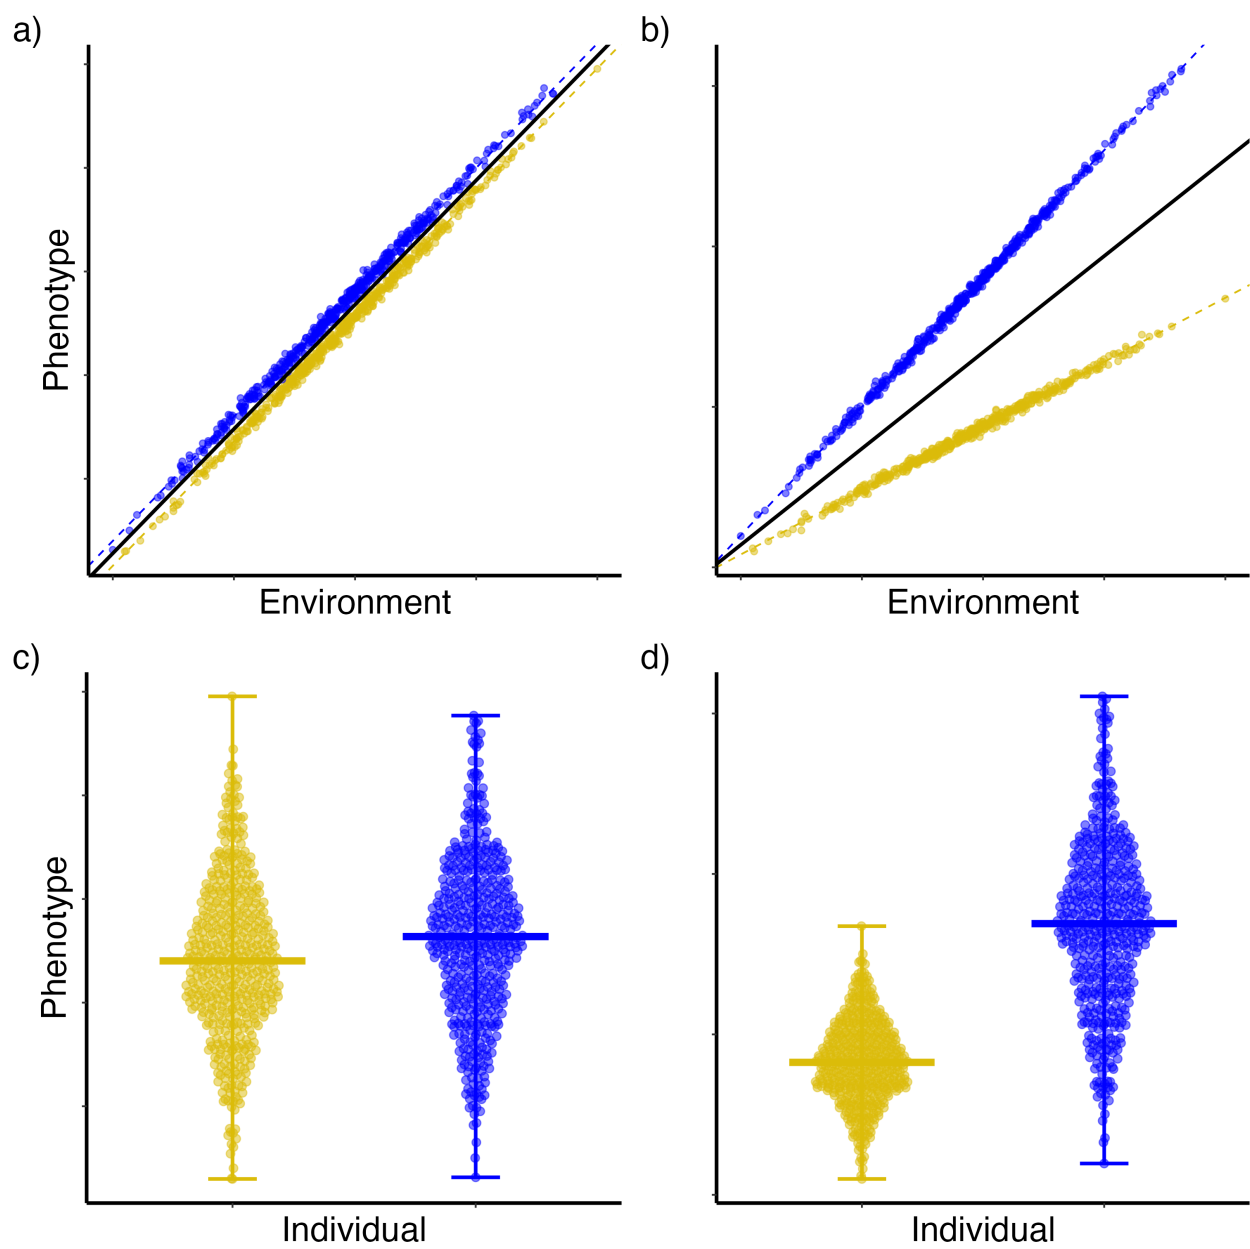 a)
b)
Phenotype
Environment
Environment
c)
d)
Phenotype
Individual
Individual